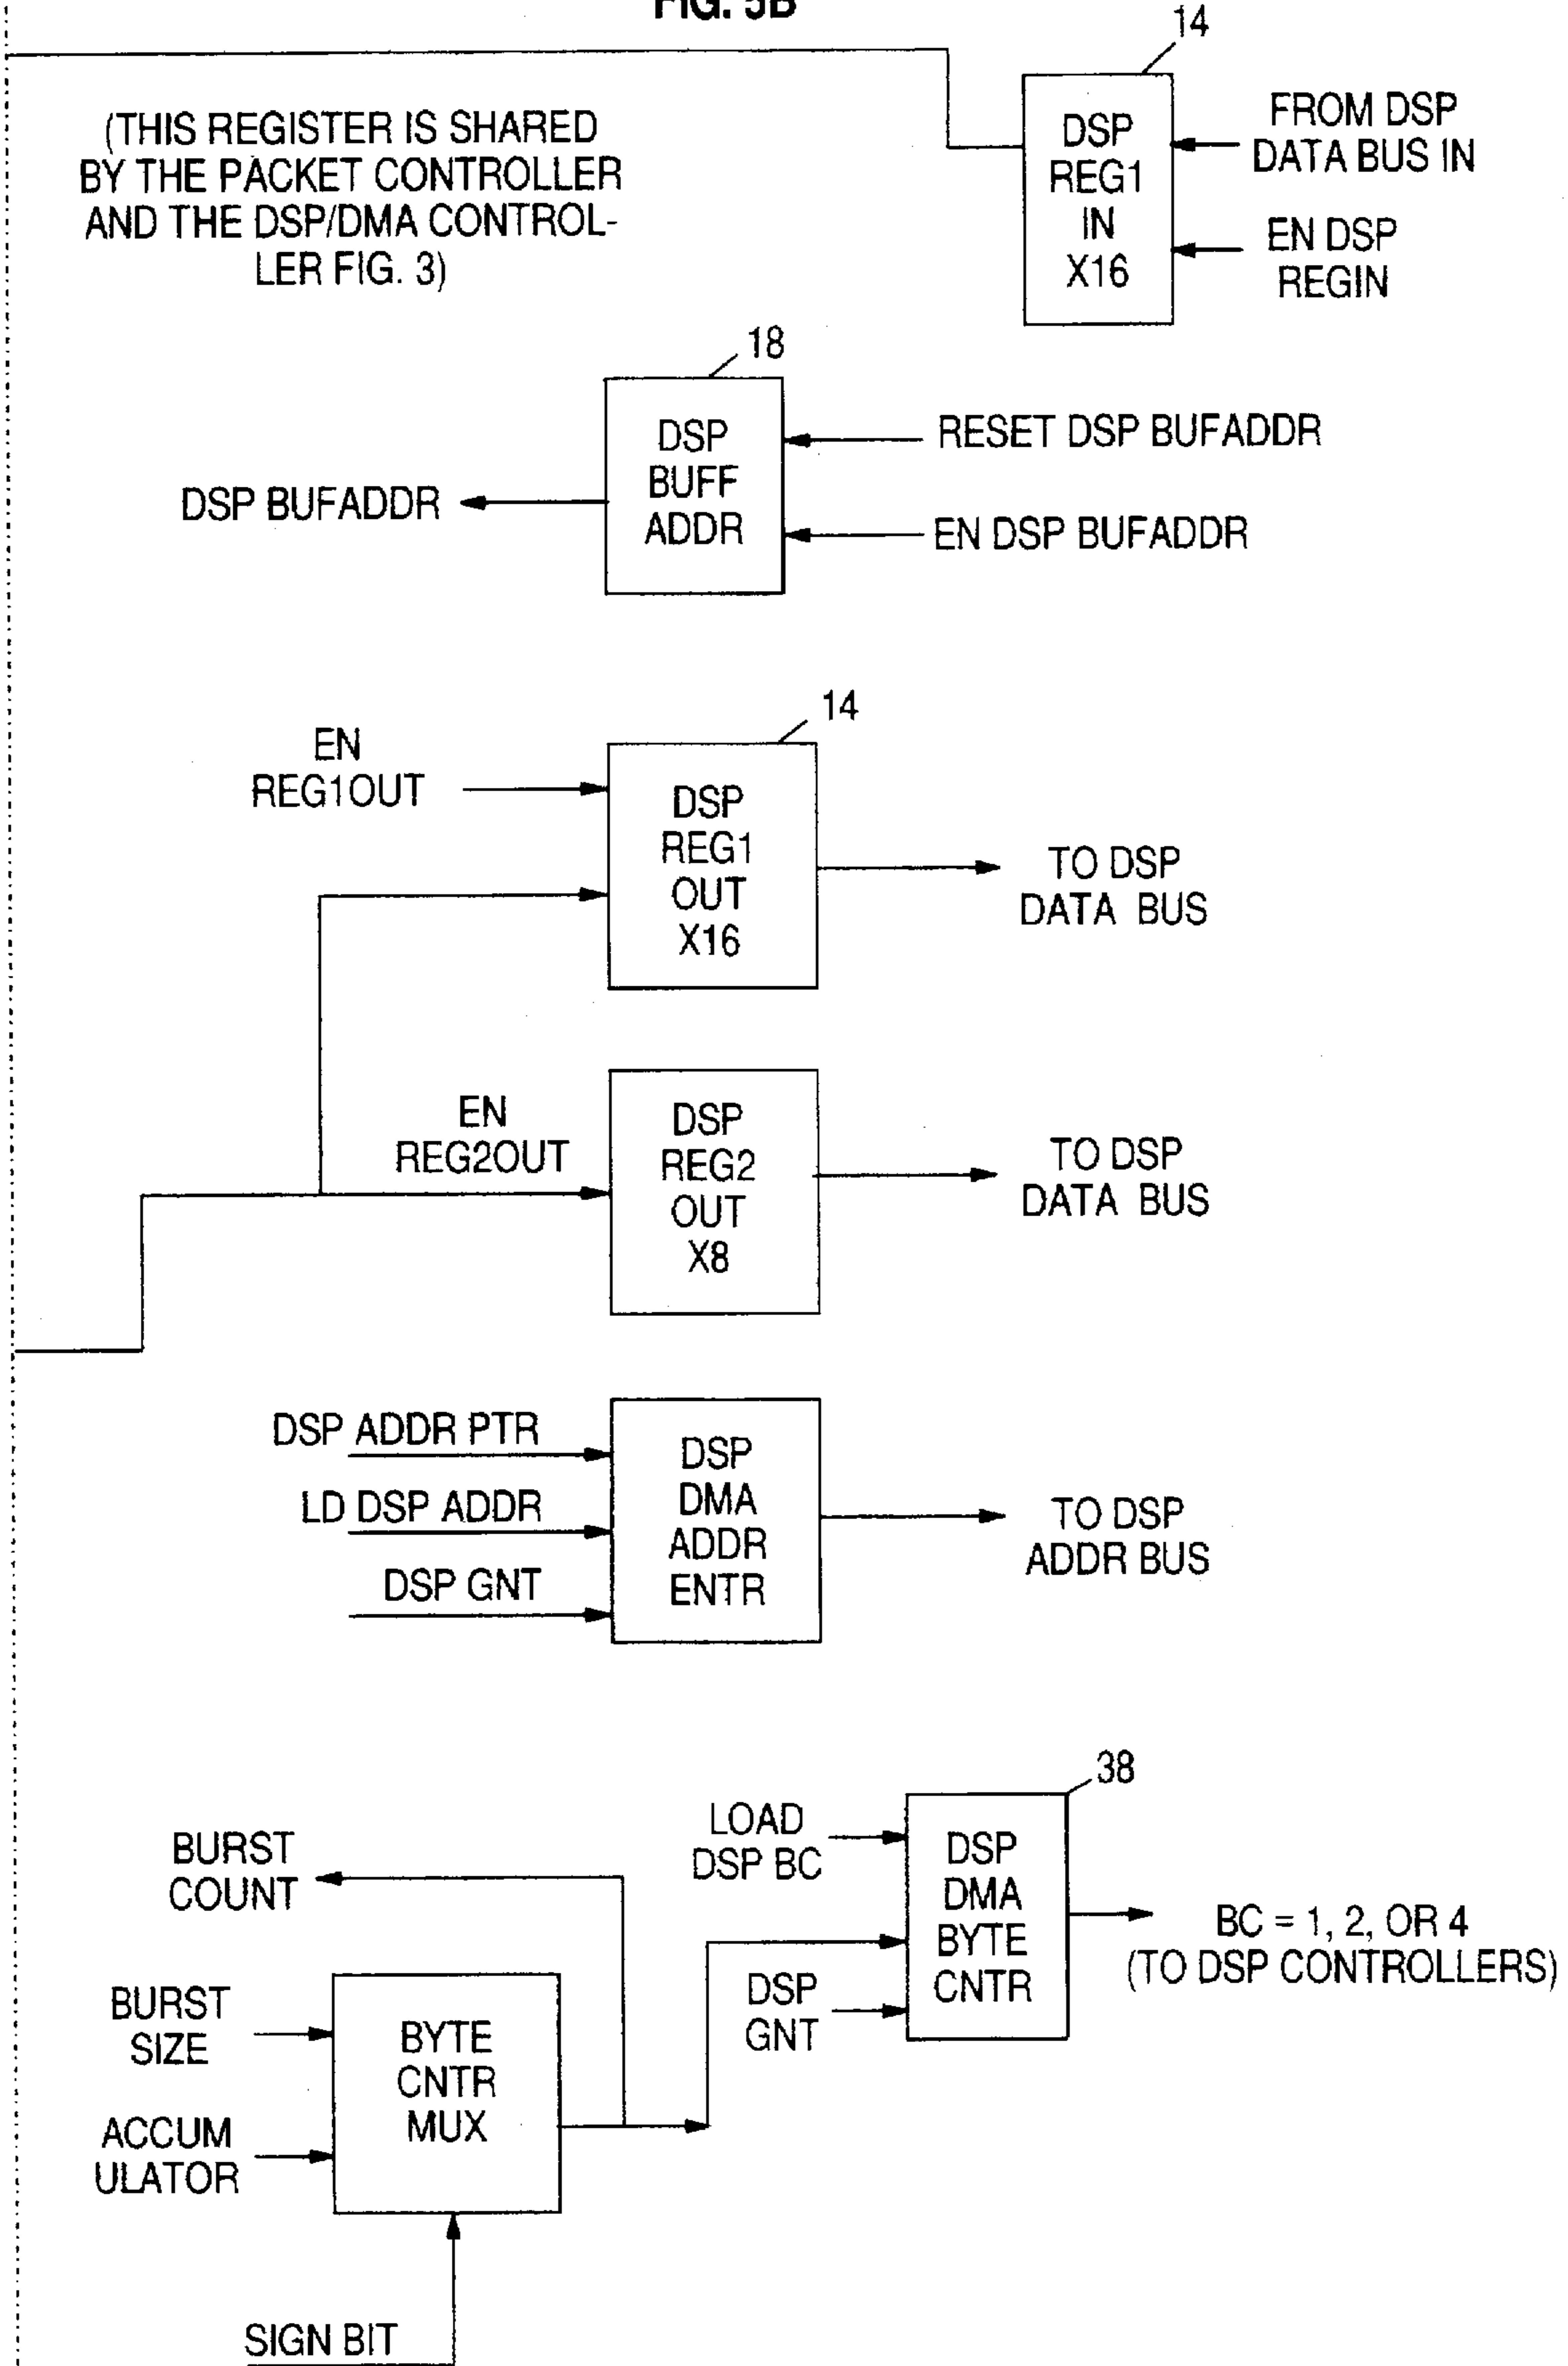 FIG. 5B
14
(THIS REGISTER IS SHARED
BY THE PACKET CONTROLLER
AND THE DSP/DMA CONTROL-
LER FIG. 3)
DSP
REG1
IN
X16
FROM DSP
DATA BUS IN
EN DSP
REGIN
18
DSP
BUFF
ADDR
RESET DSP BUFADDR
DSP BUFADDR
EN DSP BUFADDR
14
EN
REG1OUT
DSP
REG1
OUT
X16
TO DSP
DATA BUS
EN
REG2OUT
DSP
REG2
OUT
X8
TO DSP
DATA BUS
DSP ADDR PTR
LD DSP ADDR
DSP GNT
DSP
DMA
ADDR
ENTR
TO DSP
ADDR BUS
38
LOAD
DSP BC
DSP
DMA
BYTE
CNTR
BURST
COUNT
BC = 1, 2, OR 4
(TO DSP CONTROLLERS)
DSP
GNT
BURST
SIZE
BYTE
CNTR
MUX
ACCUM
ULATOR
SIGN BIT